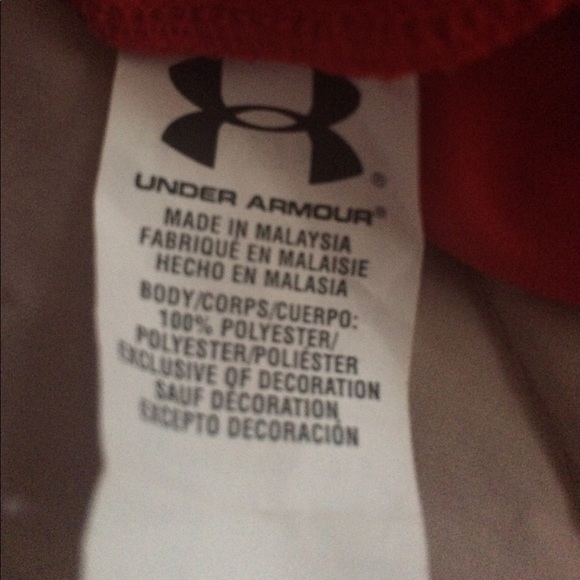 UNDER ARMOUR®
MADE IN MALAYSIA
FABRIQUÉ EN MALAISIE
HECHO EN MALASIA
BODY/CORPS/CUERPO:
100% POLYESTER/
POLYESTER/POLIÉSTER
EXCLUSIVE OF DECORATION
SAUF DÉCORATION
EXCEPTO DECORACIÓN